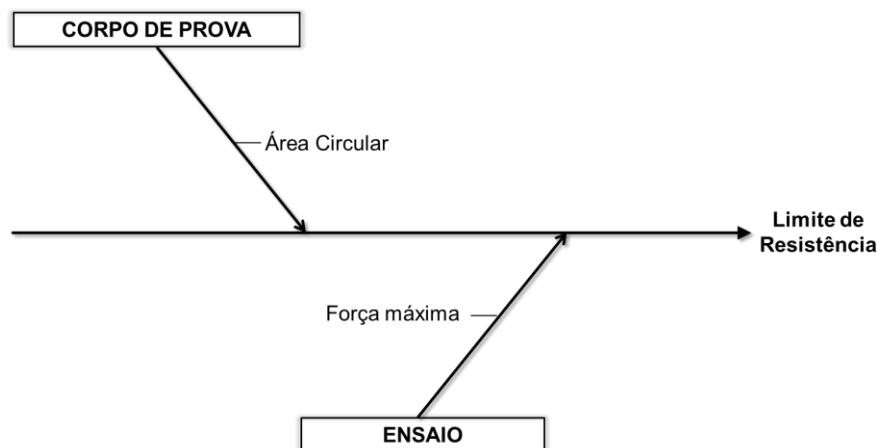 CORPO DE PROVA
Área Circular
Limite de
Resistência
Força máxima
ENSAIO